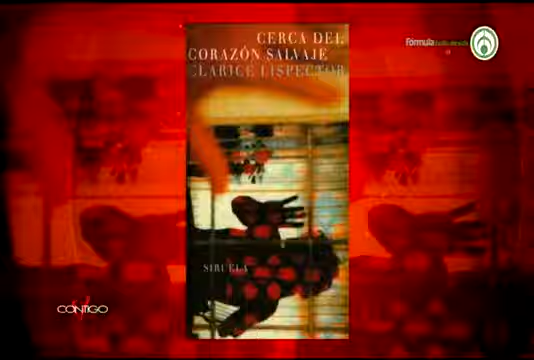 CERCA DEL
CORAZÓN SALVAJE
CLARICE LISPECTOR
Fórmula
SIRUELA
CONTIGO